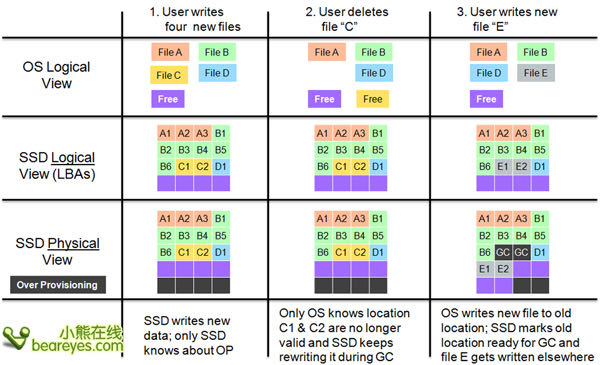 1. User writes
four new files
2. User deletes
file “C”
3. User writes new
file “E”
OS Logical
View
File A
File B
File C
File D
Free
File A
File B
File D
Free
Free
File A
File B
File D
File E
Free
SSD Logical
View (LBAs)
A1 A2 A3 B1
B2 B3 B4 B5
B6 C1 C2 D1
A1 A2 A3 B1
B2 B3 B4 B5
B6 C1 C2 D1
A1 A2 A3 B1
B2 B3 B4 B5
B6 E1 E2 D1
SSD Physical
View
Over Provisioning
A1 A2 A3 B1
B2 B3 B4 B5
B6 C1 C2 D1
A1 A2 A3 B1
B2 B3 B4 B5
B6 C1 C2 D1
A1 A2 A3 B1
B2 B3 B4 B5
B6 GC GC D1
E1 E2
SSD writes new
data; only SSD
knows about OP
Only OS knows location
C1 & C2 are no longer
valid and SSD keeps
rewriting it during GC
OS writes new file to old
location; SSD marks old
location ready for GC and
file E gets written elsewhere
小熊在线
beareyes.com